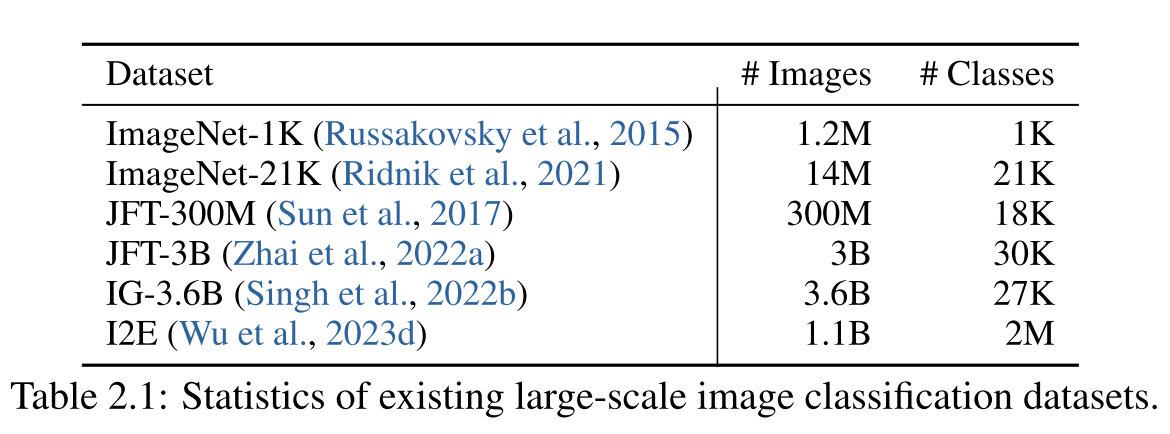 Dataset # Images # Classes
ImageNet-1K (Russakovsky et al., 2015) 1.2M 1K
ImageNet-21K (Ridnik et al., 2021) 14M 21K
JFT-300M (Sun et al., 2017) 300M 18K
JFT-3B (Zhai et al., 2022a) 3B 30K
IG-3.6B (Singh et al., 2022b) 3.6B 27K
I2E (Wu et al., 2023d) 1.1B 2M
Table 2.1: Statistics of existing large-scale image classification datasets.